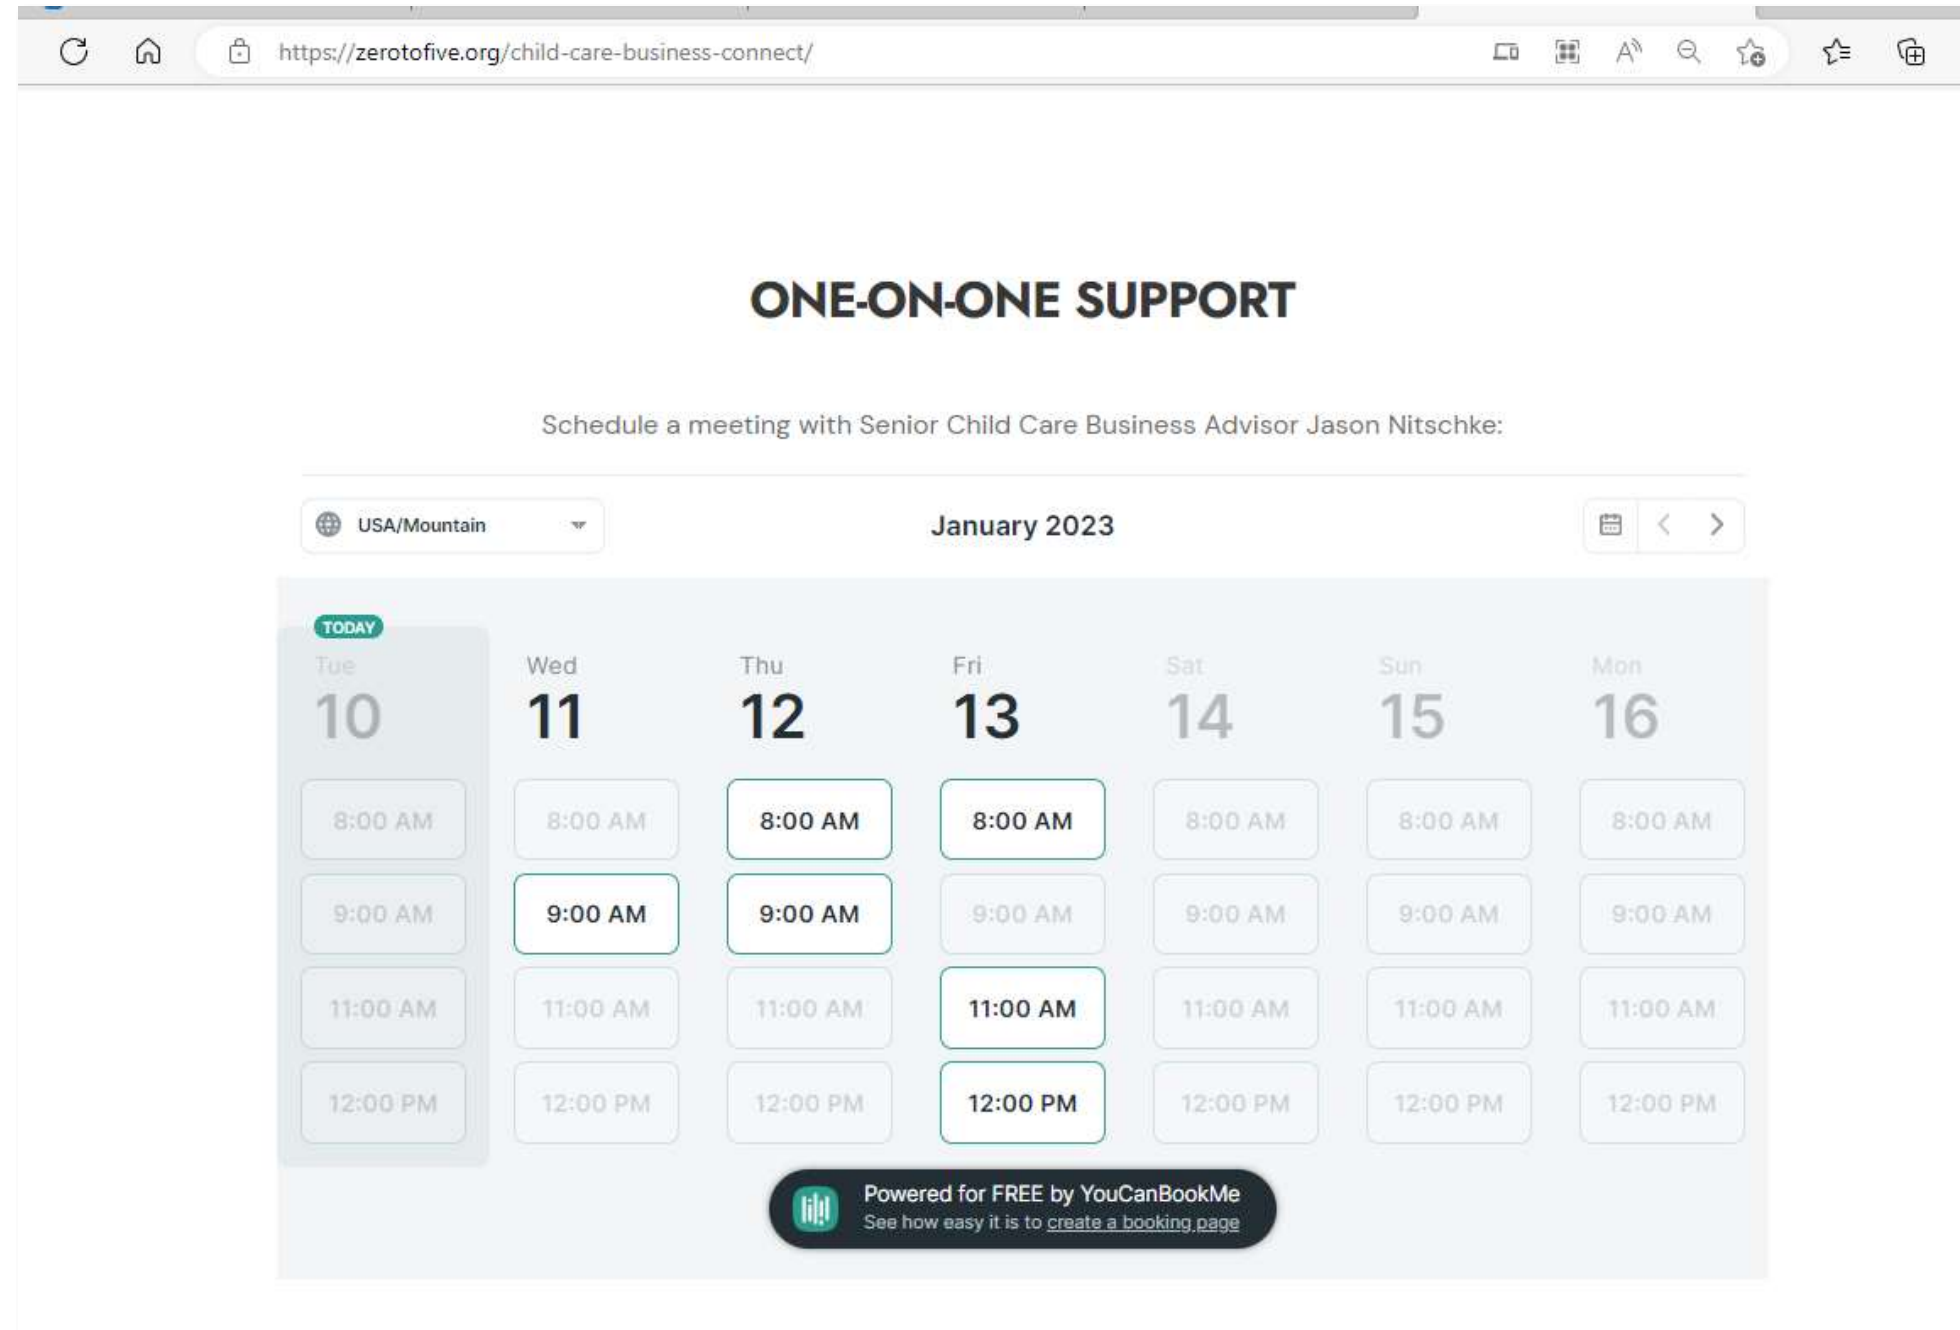 https://zerotofive.org/child-care-business-connect/
ONE-ON-ONE SUPPORT
Schedule a meeting with Senior Child Care Business Advisor Jason Nitschke:
USA/Mountain
January 2023
TODAY
Tue Wed Thu Fri Sat Sun Mon
10 11 12 13 14 15 16
8:00 AM 8:00 AM 8:00 AM 8:00 AM 8:00 AM 8:00 AM 8:00 AM
9:00 AM 9:00 AM 9:00 AM 9:00 AM 9:00 AM 9:00 AM 9:00 AM
11:00 AM 11:00 AM 11:00 AM 11:00 AM 11:00 AM 11:00 AM 11:00 AM
12:00 PM 12:00 PM 12:00 PM 12:00 PM 12:00 PM 12:00 PM 12:00 PM
Powered for FREE by YouCanBookMe
See how easy it is to create a booking page